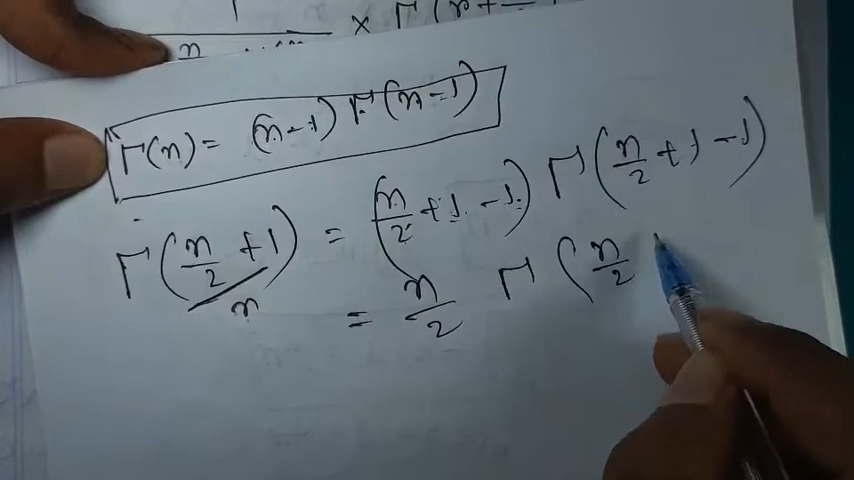 × Γ(n+
n
Γ(n) = (n-1) Γ(n-1)
Γ(n/2 + 1) = (n/2 + 1 - 1) Γ(n/2 + 1 - 1)
n
= n/2 Γ(n/2